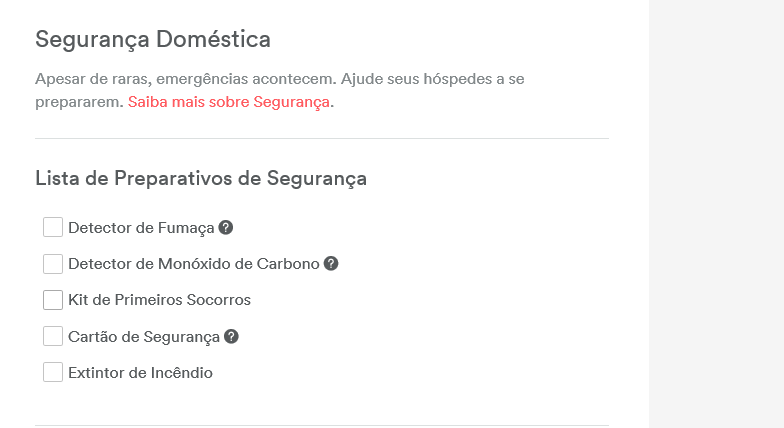 Segurança Doméstica
Apesar de raras, emergências acontecem. Ajude seus hóspedes a se
prepararem. Saiba mais sobre Segurança.
Lista de Preparativos de Segurança
Detector de Fumaça ?
Detector de Monóxido de Carbono ?
Kit de Primeiros Socorros
Cartão de Segurança ?
Extintor de Incêndio